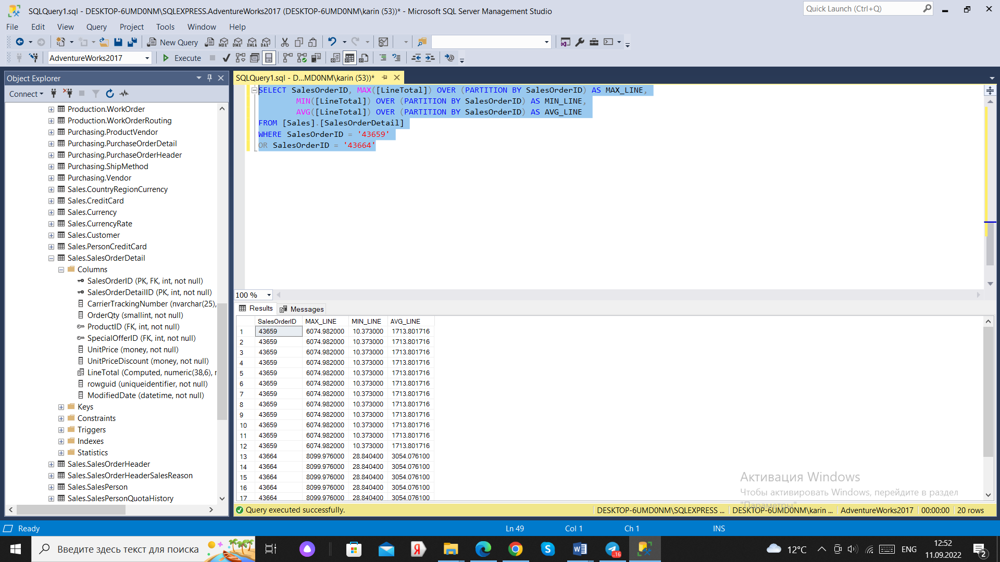 SQLQuery1.sql - DESKTOP-6UMD0NM\SQLEXPRESS.AdventureWorks2017 (DESKTOP-6UMD0NM\karin (53))* - Microsoft SQL Server Management Studio
Quick Launch (Ctrl+Q)
File Edit View Query Project Tools Window Help
New Query
MDX DMX XMLA DAX
AdventureWorks2017
Execute
Object Explorer
Connect
Production.WorkOrder
Production.WorkOrderRouting
Purchasing.ProductVendor
Purchasing.PurchaseOrderDetail
Purchasing.PurchaseOrderHeader
Purchasing.ShipMethod
Purchasing.Vendor
Sales.CountryRegionCurrency
Sales.CreditCard
Sales.Currency
Sales.CurrencyRate
Sales.Customer
Sales.PersonCreditCard
Sales.SalesOrderDetail
Columns
SalesOrderID (PK, FK, int, not null)
SalesOrderDetailID (PK, int, not null)
CarrierTrackingNumber (nvarchar(25),
OrderQty (smallint, not null)
ProductID (FK, int, not null)
SpecialOfferID (FK, int, not null)
UnitPrice (money, not null)
UnitPriceDiscount (money, not null)
LineTotal (Computed, numeric(38,6),
rowguid (uniqueidentifier, not null)
ModifiedDate (datetime, not null)
Keys
Constraints
Triggers
Indexes
Statistics
Sales.SalesOrderHeader
Sales.SalesOrderHeaderSalesReason
Sales.SalesPerson
Sales.SalesPersonQuotaHistory
SQLQuery1.sql - D...MD0NM\karin (53))*
SELECT SalesOrderID, MAX([LineTotal]) OVER (PARTITION BY SalesOrderID) AS MAX_LINE,
MIN([LineTotal]) OVER (PARTITION BY SalesOrderID) AS MIN_LINE,
AVG([LineTotal]) OVER (PARTITION BY SalesOrderID) AS AVG_LINE
FROM [Sales].[SalesOrderDetail]
WHERE SalesOrderID = '43659'
OR SalesOrderID = '43664'
100 %
Results Messages
SalesOrderID MAX_LINE MIN_LINE AVG_LINE
1 43659 6074.982000 10.373000 1713.801716
2 43659 6074.982000 10.373000 1713.801716
3 43659 6074.982000 10.373000 1713.801716
4 43659 6074.982000 10.373000 1713.801716
5 43659 6074.982000 10.373000 1713.801716
6 43659 6074.982000 10.373000 1713.801716
7 43659 6074.982000 10.373000 1713.801716
8 43659 6074.982000 10.373000 1713.801716
9 43659 6074.982000 10.373000 1713.801716
10 43659 6074.982000 10.373000 1713.801716
11 43659 6074.982000 10.373000 1713.801716
12 43659 6074.982000 10.373000 1713.801716
13 43664 8099.976000 28.840400 3054.076100
14 43664 8099.976000 28.840400 3054.076100
15 43664 8099.976000 28.840400 3054.076100
16 43664 8099.976000 28.840400 3054.076100
17 43664 8099.976000 28.840400 3054.076100
Активация Windows
Чтобы активировать Windows, перейдите в раздел
"Параметры".
Query executed successfully.
DESKTOP-6UMD0NM\SQLEXPRESS ... DESKTOP-6UMD0NM\karin ... AdventureWorks2017 00:00:00 20 rows
Ready
Ln 49 Col 1 Ch 1 INS
Введите здесь текст для поиска
12°C
ENG
12:52
11.09.2022
2